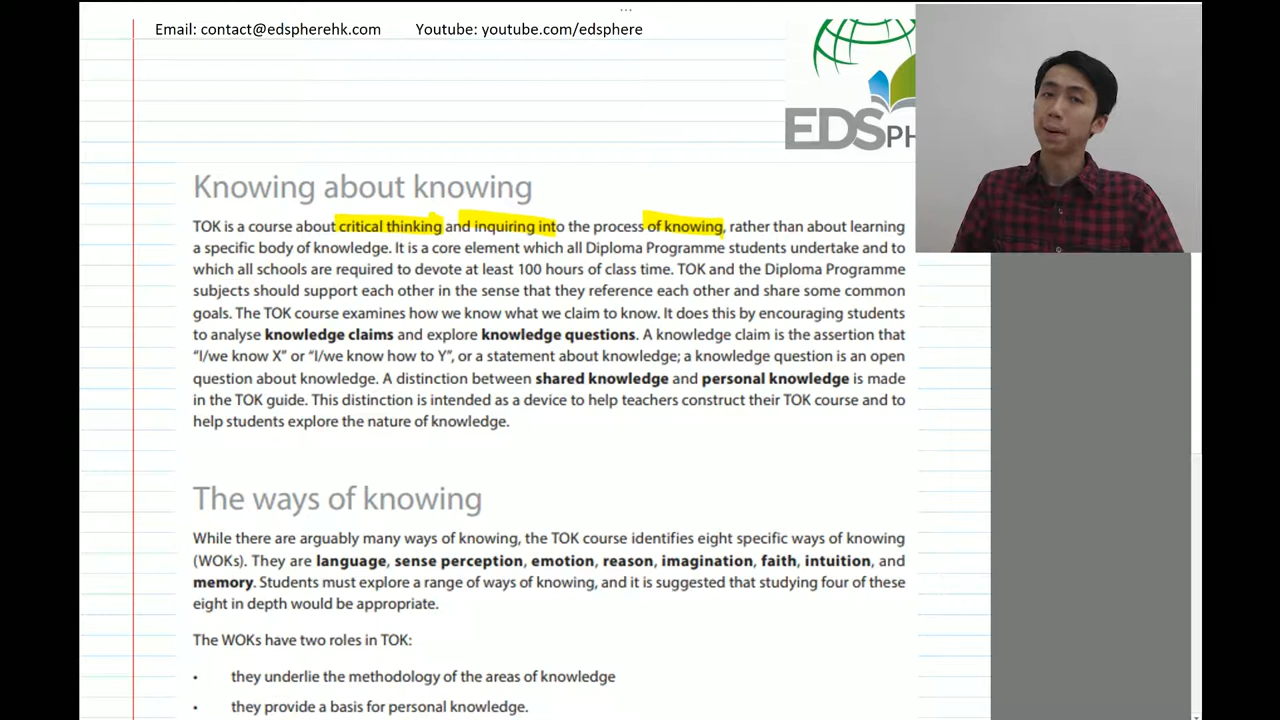 ...
Email: contact@edspherehk.com Youtube: youtube.com/edsphere
EDSPH
Knowing about knowing
TOK is a course about critical thinking and inquiring into the process of knowing, rather than about learning
a specific body of knowledge. It is a core element which all Diploma Programme students undertake and to
which all schools are required to devote at least 100 hours of class time. TOK and the Diploma Programme
subjects should support each other in the sense that they reference each other and share some common
goals. The TOK course examines how we know what we claim to know. It does this by encouraging students
to analyse knowledge claims and explore knowledge questions. A knowledge claim is the assertion that
“I/we know X” or “I/we know how to Y”, or a statement about knowledge; a knowledge question is an open
question about knowledge. A distinction between shared knowledge and personal knowledge is made
in the TOK guide. This distinction is intended as a device to help teachers construct their TOK course and to
help students explore the nature of knowledge.
The ways of knowing
While there are arguably many ways of knowing, the TOK course identifies eight specific ways of knowing
(WOKs). They are language, sense perception, emotion, reason, imagination, faith, intuition, and
memory. Students must explore a range of ways of knowing, and it is suggested that studying four of these
eight in depth would be appropriate.
The WOKs have two roles in TOK:
• they underlie the methodology of the areas of knowledge
• they provide a basis for personal knowledge.